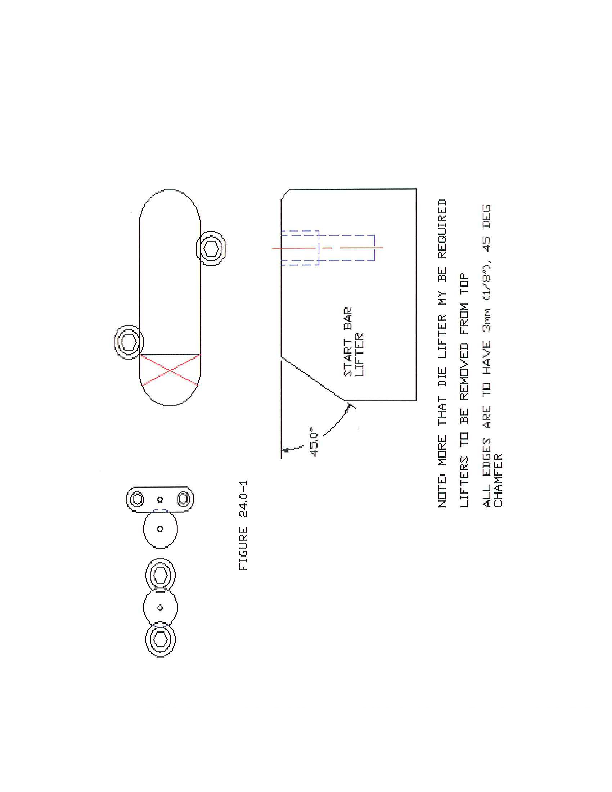 FIGURE 24.0-1
45.0°
START BAR
LIFTER
NOTE: MORE THAT DIE LIFTER MY BE REQUIRED
LIFTERS TO BE REMOVED FROM TOP
ALL EDGES ARE TO HAVE 3mm (1/8"), 45 DEG
CHAMFER